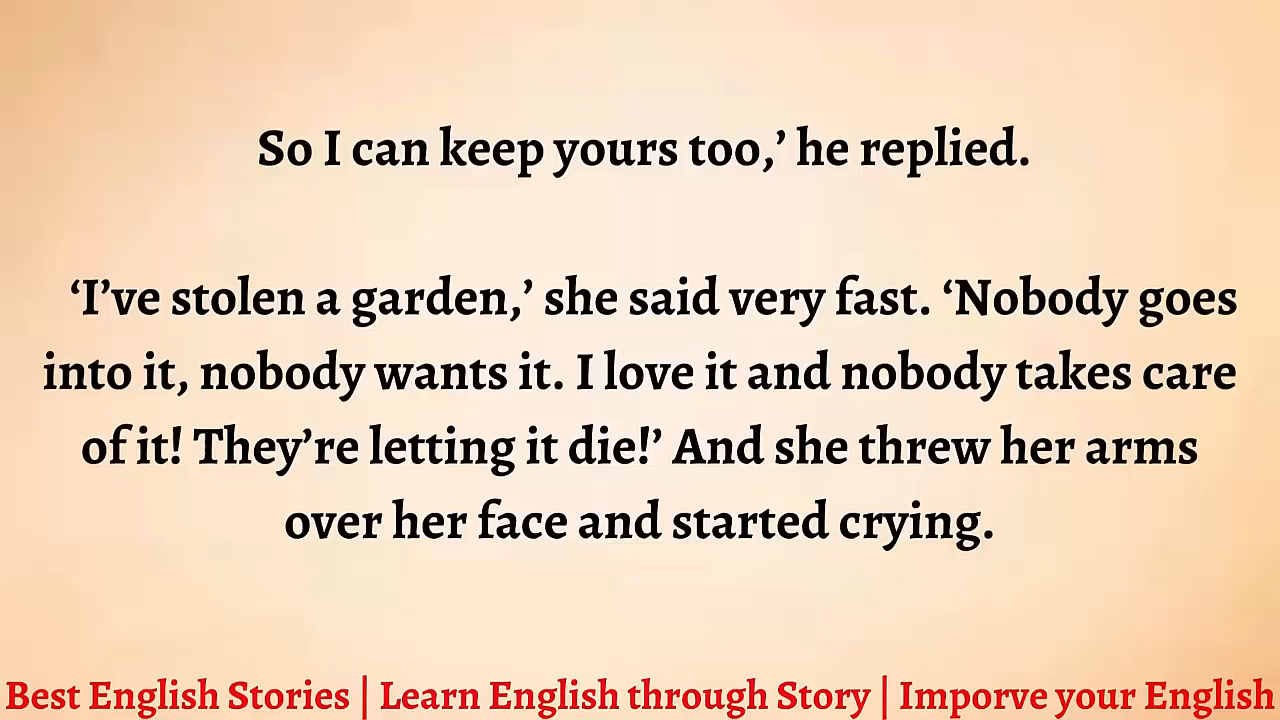 So I can keep yours too,’ he replied.
‘I’ve stolen a garden,’ she said very fast. ‘Nobody goes
into it, nobody wants it. I love it and nobody takes care
of it! They’re letting it die!’ And she threw her arms
over her face and started crying.
Best English Stories | Learn English through Story | Imporve your English